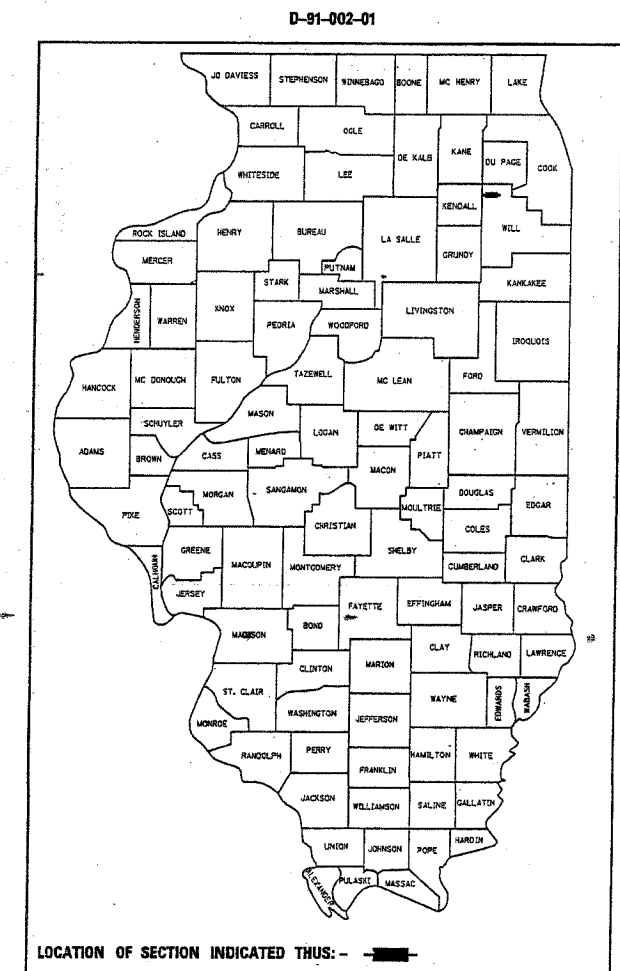 D-91-002-01
JO DAVIESS STEPHENSON WINNEBAGO BOONE MC HENRY LAKE
CARROLL OGLE DE KALB KANE DU PAGE COOK
WHITESIDE LEE
KENDALL WILL
ROCK ISLAND HENRY BUREAU LA SALLE GRUNDY
MERCER PUTNAM KANKAKEE
STARK MARSHALL
HENDERSON WARREN KNOX PEORIA WOODFORD LIVINGSTON IROQUOIS
HANCOCK MC DONOUGH FULTON TAZEWELL MC LEAN FORD
MASON
SCHUYLER LOGAN DE WITT CHAMPAIGN VERMILION
ADAMS BROWN CASS MENARD MACON PIATT
PIKE SCOTT MORGAN SANGAMON MOULTRIE DOUGLAS EDGAR
CHRISTIAN COLES
GREENE MACOUPIN MONTGOMERY SHELBY CUMBERLAND CLARK
CALHOUN JERSEY
FAYETTE EFFINGHAM JASPER CRAWFORD
MADISON BOND CLAY RICHLAND LAWRENCE
CLINTON MARION
ST. CLAIR WAYNE EDWARDS WABASH
MONROE WASHINGTON JEFFERSON
RANDOLPH PERRY HAMILTON WHITE
FRANKLIN
JACKSON WILLIAMSON SALINE GALLATIN
UNION JOHNSON POPE HARDIN
ALEXANDER PULASKI MASSAC
LOCATION OF SECTION INDICATED THUS: -